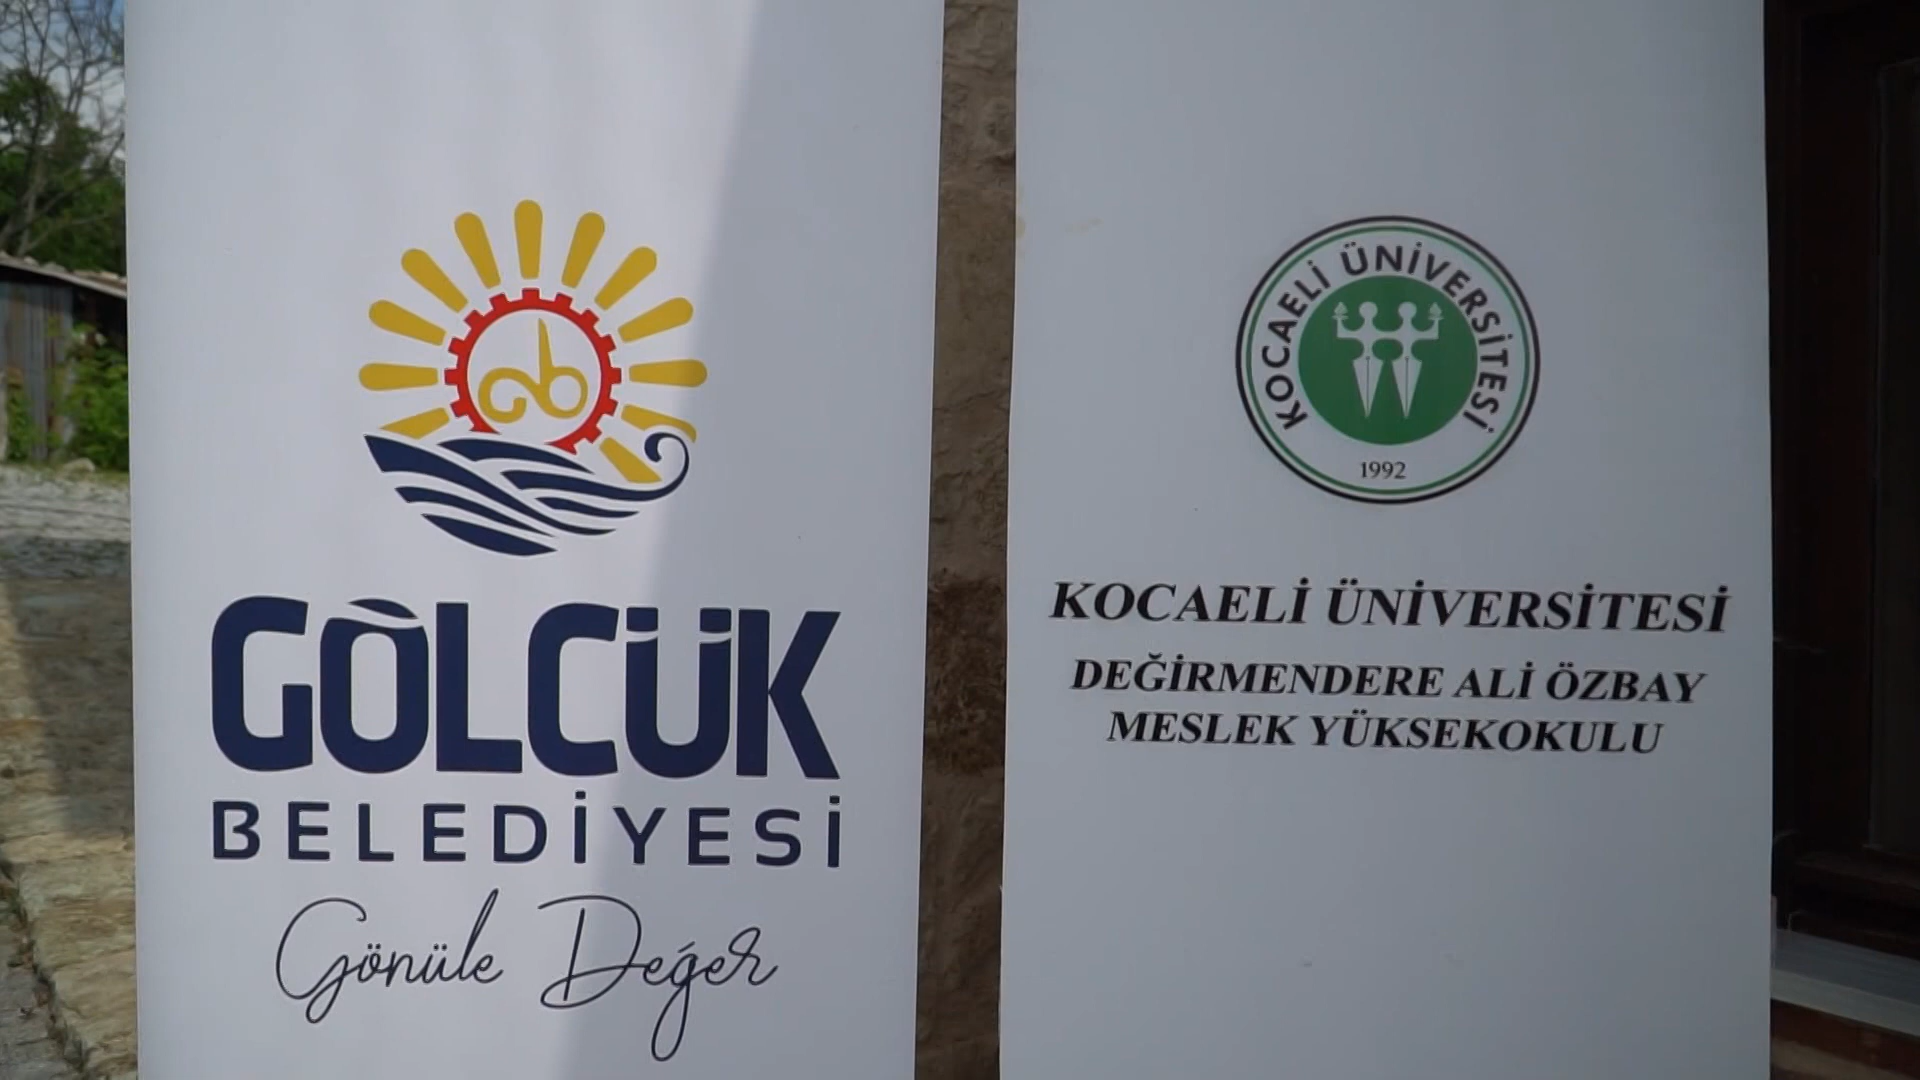 GÖLCÜK
BELEDİYESİ
Gönüle Değer
KOCAELİ ÜNİVERSİTESİ
1992
KOCAELİ ÜNİVERSİTESİ
DEĞİRMENDERE ALİ ÖZBAY
MESLEK YÜKSEKOKULU